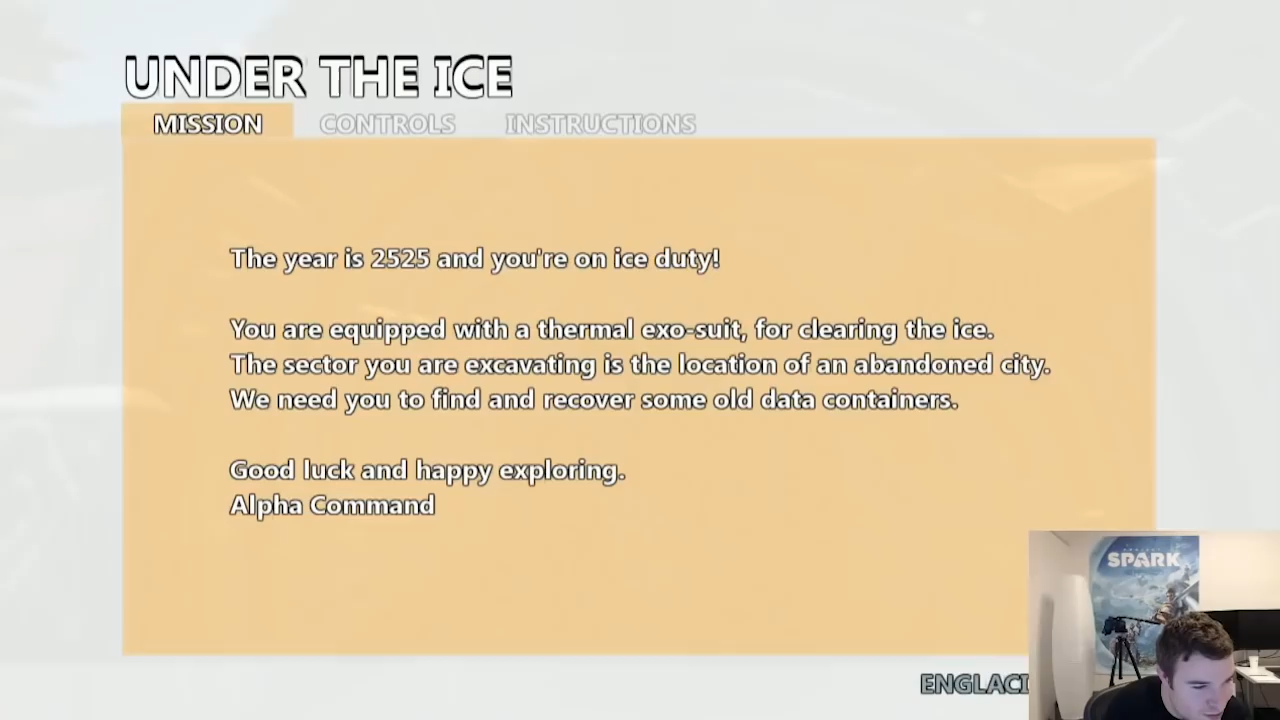 UNDER THE ICE
MISSION CONTROLS INSTRUCTIONS
The year is 2525 and you're on ice duty!
You are equipped with a thermal exo-suit, for clearing the ice.
The sector you are excavating is the location of an abandoned city.
We need you to find and recover some old data containers.
Good luck and happy exploring.
Alpha Command
SPARK